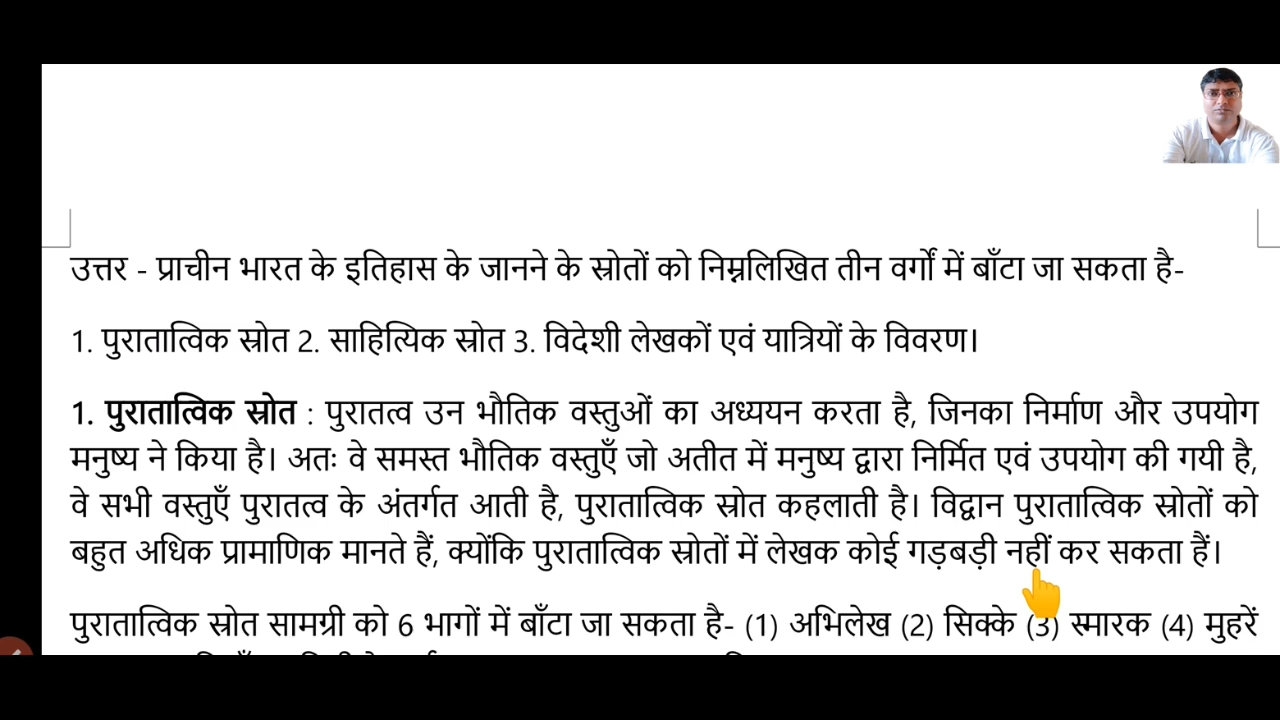 उत्तर - प्राचीन भारत के इतिहास के जानने के स्रोतों को निम्नलिखित तीन वर्गों में बाँटा जा सकता है-
1. पुरातात्विक स्रोत 2. साहित्यिक स्रोत 3. विदेशी लेखकों एवं यात्रियों के विवरण।
1. पुरातात्विक स्रोत : पुरातत्व उन भौतिक वस्तुओं का अध्ययन करता है, जिनका निर्माण और उपयोग
मनुष्य ने किया है। अतः वे समस्त भौतिक वस्तुएँ जो अतीत में मनुष्य द्वारा निर्मित एवं उपयोग की गयी है,
वे सभी वस्तुएँ पुरातत्व के अंतर्गत आती है, पुरातात्विक स्रोत कहलाती है। विद्वान पुरातात्विक स्रोतों को
बहुत अधिक प्रामाणिक मानते हैं, क्योंकि पुरातात्विक स्रोतों में लेखक कोई गड़बड़ी नहीं कर सकता हैं।
पुरातात्विक स्रोत सामग्री को 6 भागों में बाँटा जा सकता है- (1) अभिलेख (2) सिक्के (3) स्मारक (4) मुहरें